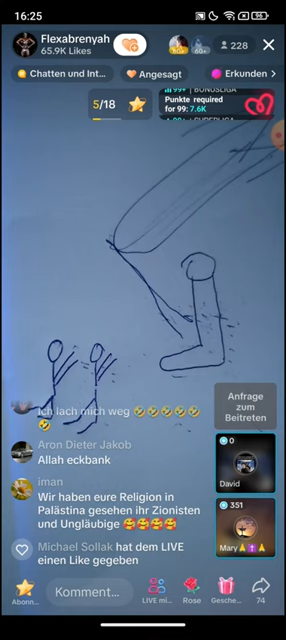 16:25
96
Flexabrenyah
65.9K Likes
60+
228
Chatten und Int...
Angesagt
Erkunden
5/18
99+ | BONUSLIGA
Punkte required
for 99: 7.6K
Ich lach mich weg 🤣🤣🤣🤣🤣
🤣
Aron Dieter Jakob
Allah eckbank
iman
Wir haben eure Religion in
Palästina gesehen ihr Zionisten
und Ungläubige 🥰🥰🥰🥰
Michael Sollak hat dem LIVE
einen Like gegeben
Anfrage
zum
Beitreten
0
David
351
Mary🙏✝️🙏
Abonn...
Komment...
LIVE mi...
Rose
Gesche...
74